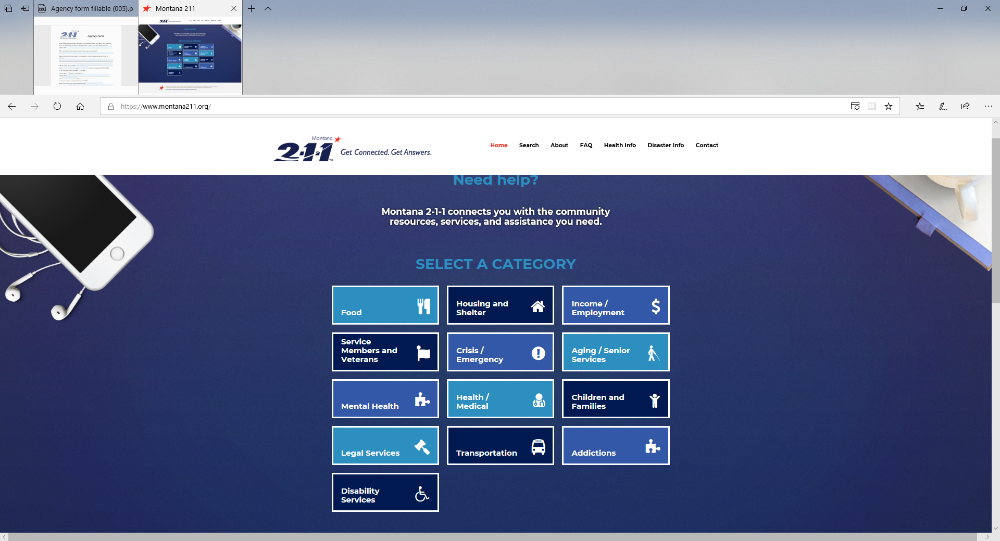 Agency form fillable (005).p
Montana 211
Agency Form
https://www.montana211.org/
Montana
2-1-1 TM
Get Connected. Get Answers.
Home
Search
About
FAQ
Health Info
Disaster Info
Contact
Need help?
Montana 2-1-1 connects you with the community
resources, services, and assistance you need.
SELECT A CATEGORY
Food
Housing and
Shelter
Income /
Employment
Service
Members and
Veterans
Crisis /
Emergency
Aging / Senior
Services
Mental Health
Health /
Medical
Children and
Families
Legal Services
Transportation
Addictions
Disability
Services